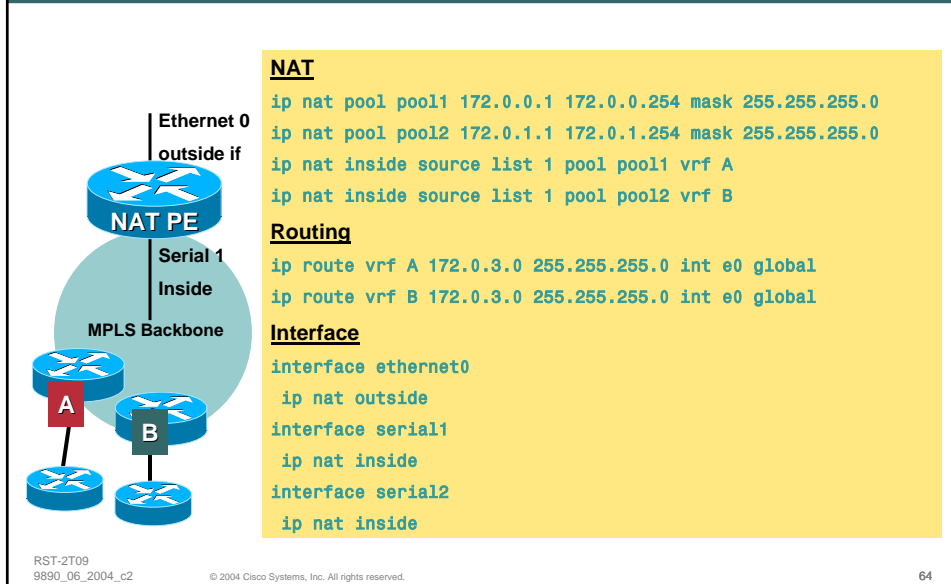 Ethernet 0
outside if
NAT PE
Serial 1
Inside
MPLS Backbone
A
B
NAT
ip nat pool pool1 172.0.0.1 172.0.0.254 mask 255.255.255.0
ip nat pool pool2 172.0.1.1 172.0.1.254 mask 255.255.255.0
ip nat inside source list 1 pool pool1 vrf A
ip nat inside source list 1 pool pool2 vrf B
Routing
ip route vrf A 172.0.3.0 255.255.255.0 int e0 global
ip route vrf B 172.0.3.0 255.255.255.0 int e0 global
Interface
interface ethernet0
ip nat outside
interface serial1
ip nat inside
interface serial2
ip nat inside
RST-2T09
9890_06_2004_c2
© 2004 Cisco Systems, Inc. All rights reserved.
64